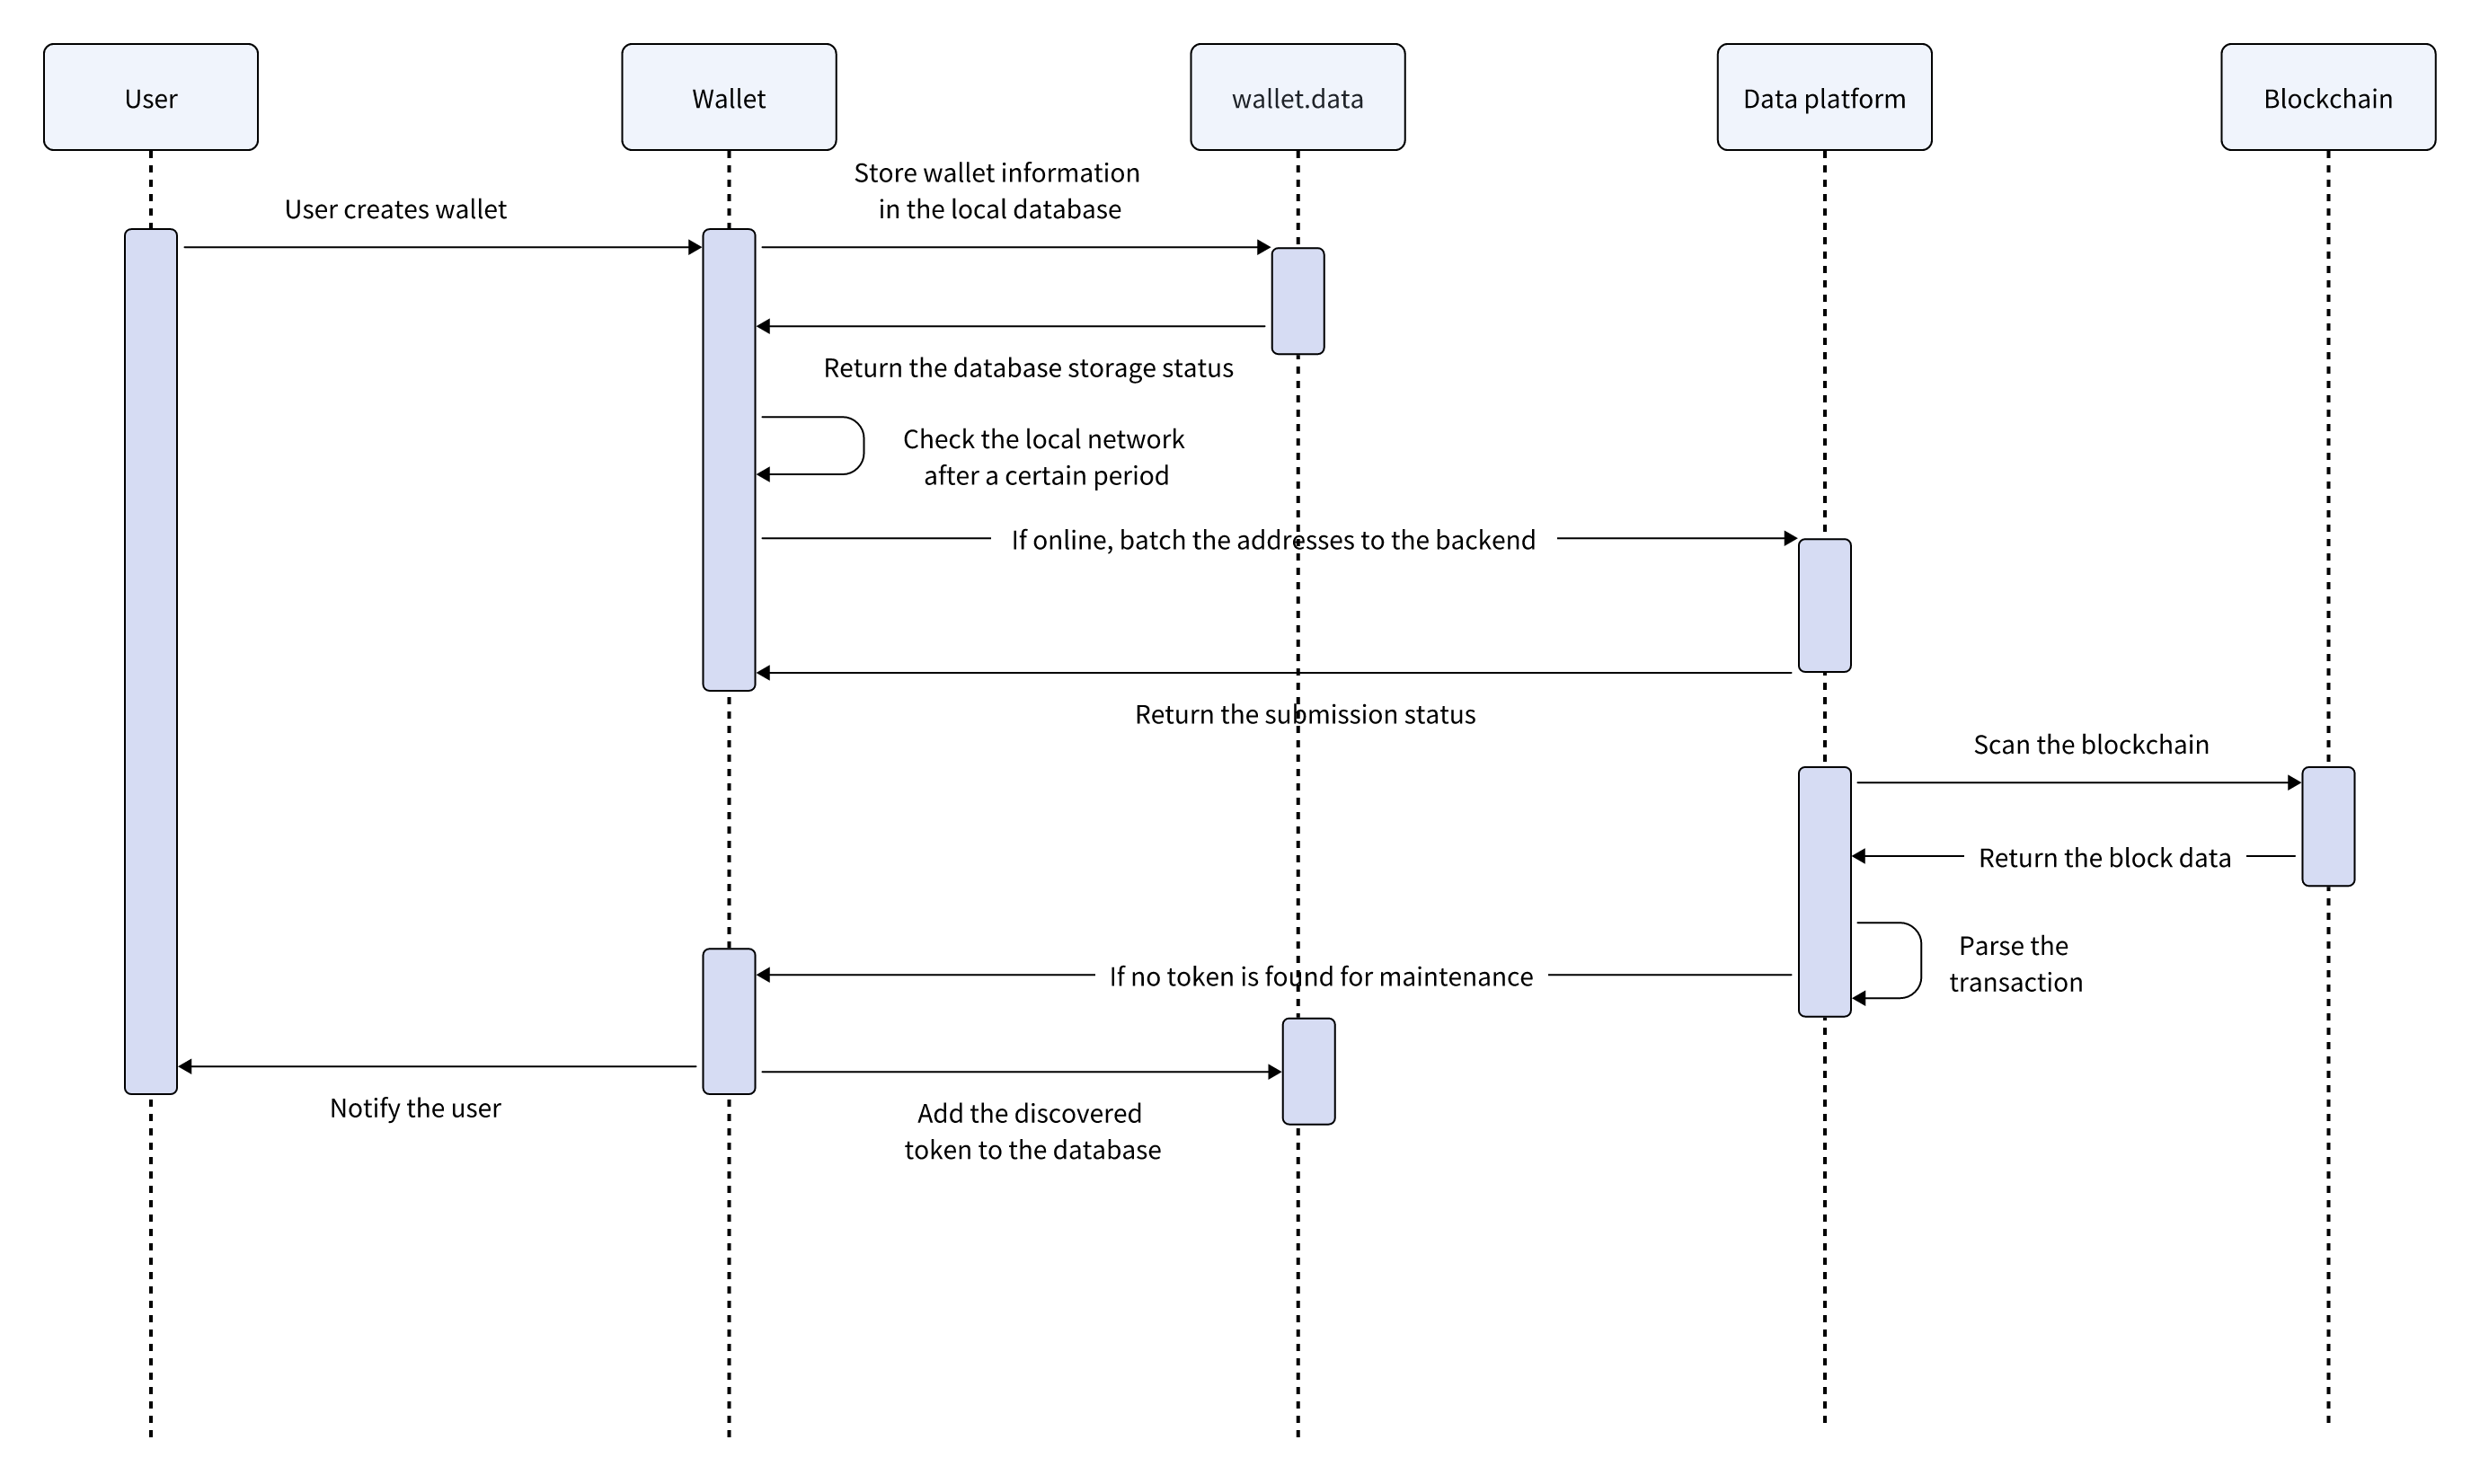 User
Wallet
wallet.data
Data platform
Blockchain
Store wallet information
in the local database
User creates wallet
Return the database storage status
Check the local network
after a certain period
If online, batch the addresses to the backend
Return the submission status
Scan the blockchain
Return the block data
Parse the
transaction
If no token is found for maintenance
Notify the user
Add the discovered
token to the database